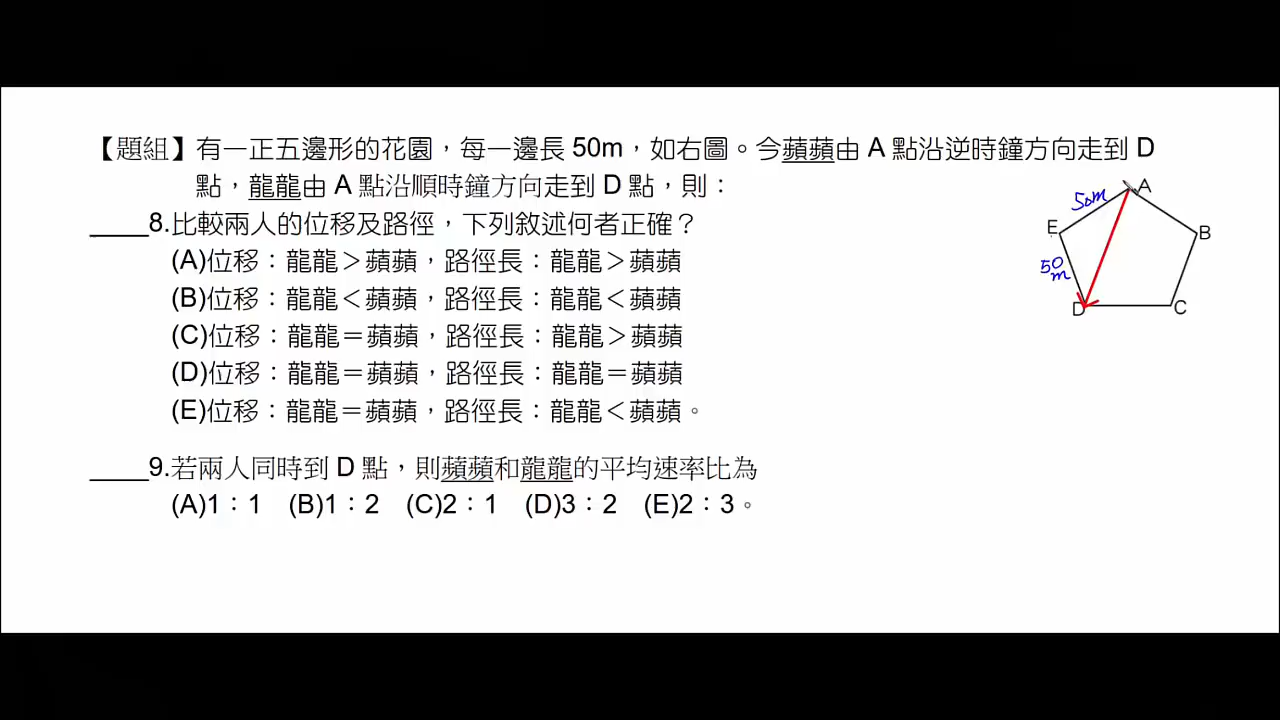 【題組】有一正五邊形的花園，每一邊長 50m，如右圖。今蘋蘋由 A 點沿逆時鐘方向走到 D
點，龍龍由 A 點沿順時鐘方向走到 D 點，則：
____8.比較兩人的位移及路徑，下列敘述何者正確？
(A)位移：龍龍＞蘋蘋，路徑長：龍龍＞蘋蘋
(B)位移：龍龍＜蘋蘋，路徑長：龍龍＜蘋蘋
(C)位移：龍龍＝蘋蘋，路徑長：龍龍＞蘋蘋
(D)位移：龍龍＝蘋蘋，路徑長：龍龍＝蘋蘋
(E)位移：龍龍＝蘋蘋，路徑長：龍龍＜蘋蘋。
____9.若兩人同時到 D 點，則蘋蘋和龍龍的平均速率比為
(A)1：1 (B)1：2 (C)2：1 (D)3：2 (E)2：3。
A
50m
E
B
50
m
D
C